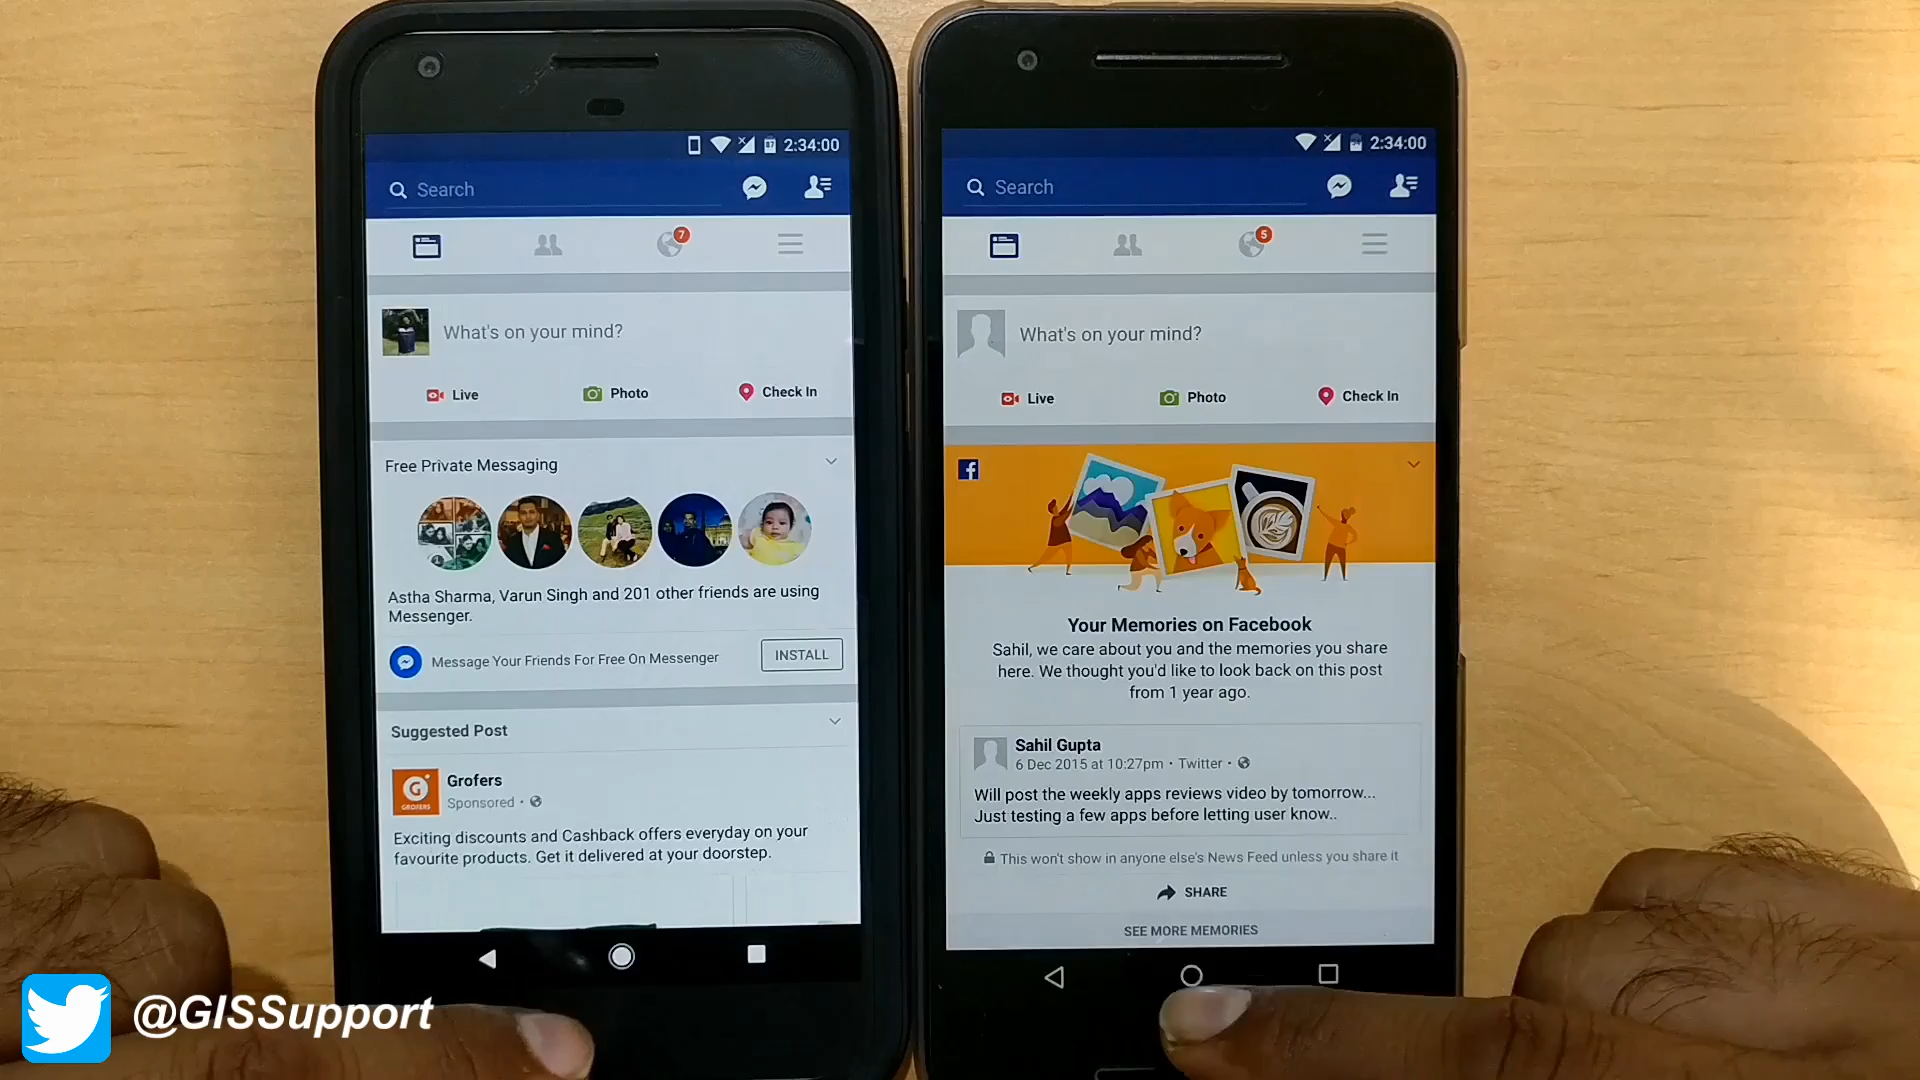 2:34:00
Search
7
What's on your mind?
Live
Photo
Check In
Free Private Messaging
Astha Sharma, Varun Singh and 201 other friends are using
Messenger.
Message Your Friends For Free On Messenger
INSTALL
Suggested Post
G
GROFERS
Grofers
Sponsored •
Exciting discounts and Cashback offers everyday on your
favourite products. Get it delivered at your doorstep.
2:34:00
Search
5
What's on your mind?
Live
Photo
Check In
f
Your Memories on Facebook
Sahil, we care about you and the memories you share
here. We thought you'd like to look back on this post
from 1 year ago.
Sahil Gupta
6 Dec 2015 at 10:27pm • Twitter •
Will post the weekly apps reviews video by tomorrow...
Just testing a few apps before letting user know..
This won't show in anyone else's News Feed unless you share it
SHARE
SEE MORE MEMORIES
@GISSupport